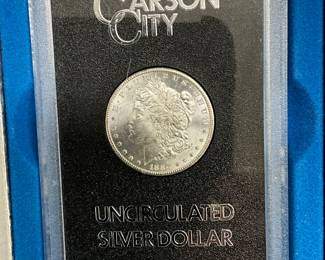 CARSON
CITY
UNCIRCULATED
SILVER DOLLAR